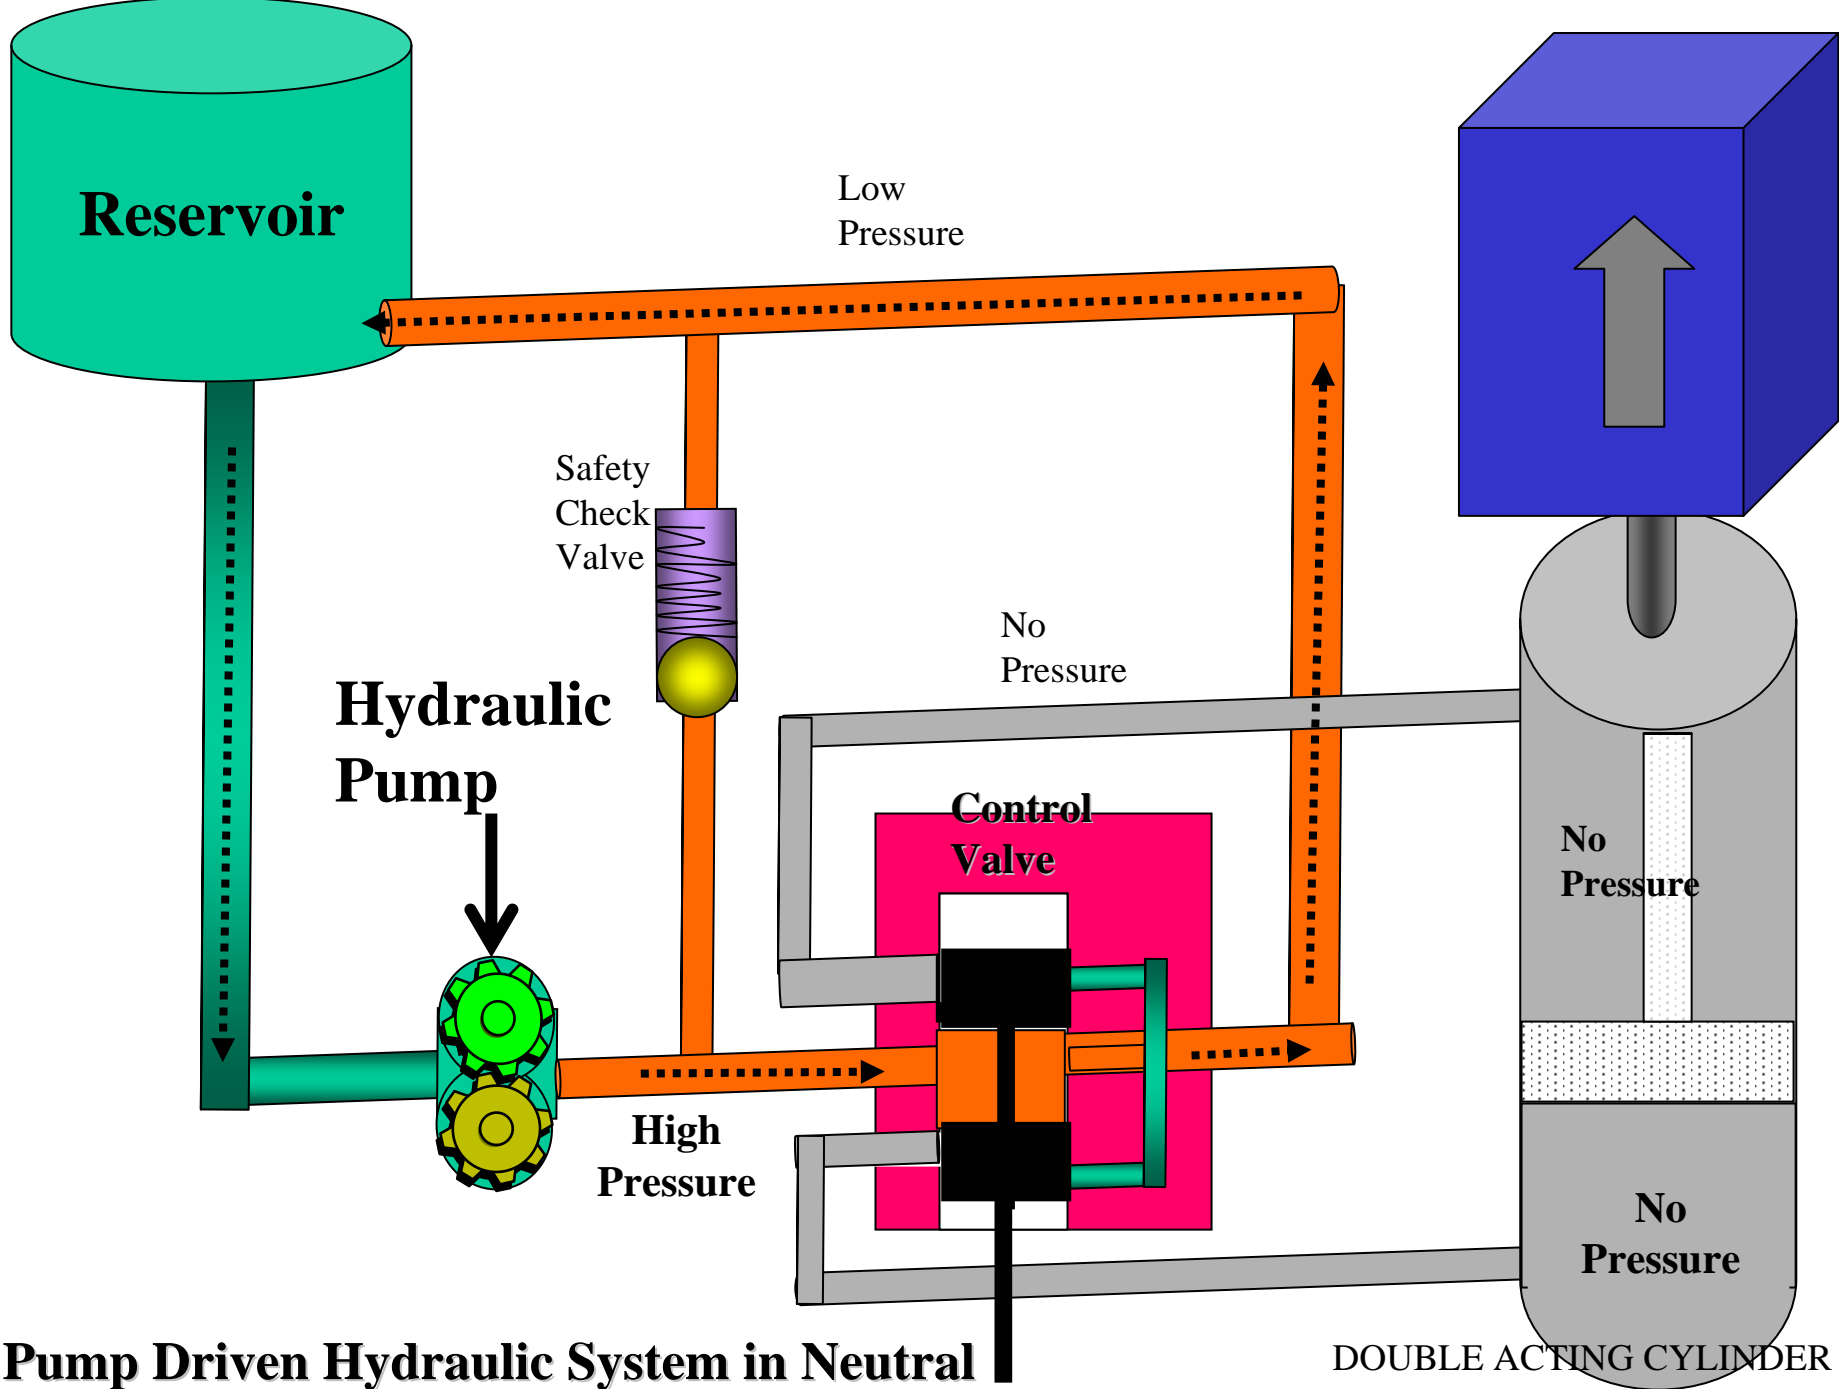 Reservoir
Low
Pressure
Safety
Check
Valve
No
Pressure
Hydraulic
Pump
Control
Valve
No
Pressure
High
Pressure
No
Pressure
Pump Driven Hydraulic System in Neutral
DOUBLE ACTING CYLINDER